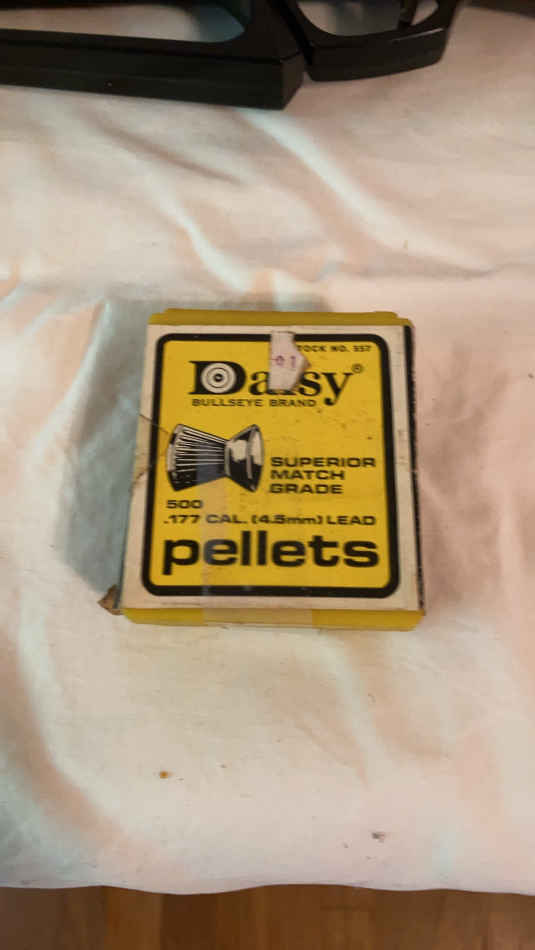 STOCK NO. 557
Daisy®
BULLSEYE BRAND
SUPERIOR
MATCH
GRADE
500
.177 CAL. (4.5mm) LEAD
pellets